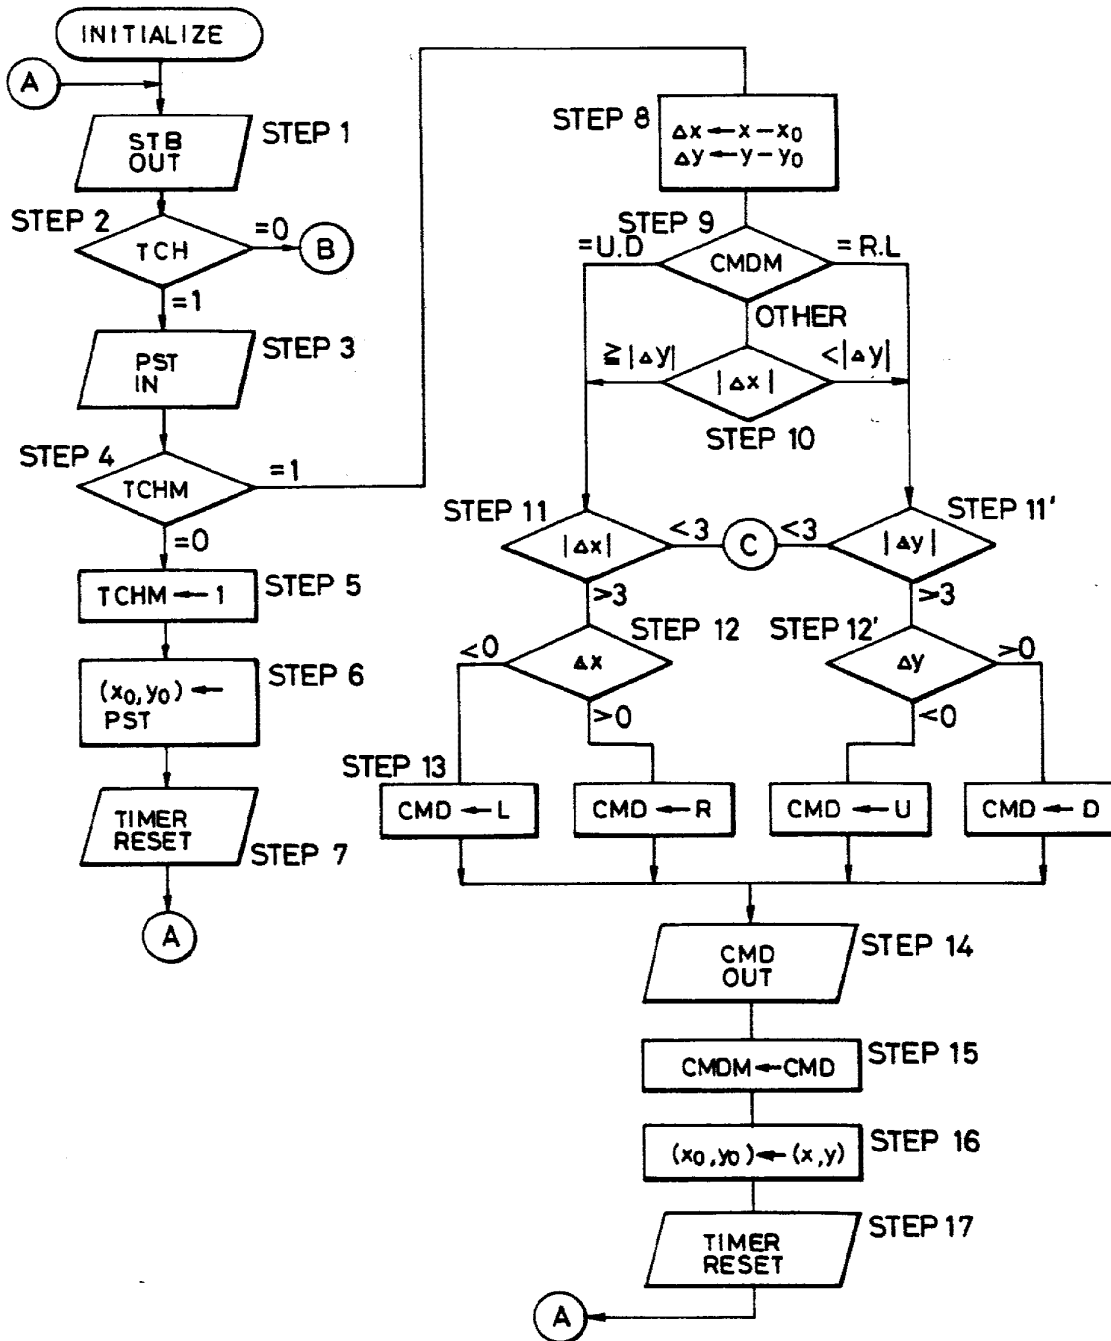 INITIALIZE
A
STB
OUT
STEP 1
STEP 2
TCH
=0
B
=1
PST
IN
STEP 3
STEP 4
TCHM
=1
=0
TCHM ← 1
STEP 5
(x0,y0) ←
PST
STEP 6
TIMER
RESET
STEP 7
A
STEP 8
Δx ← x − x0
Δy ← y − y0
STEP 9
=U.D
CMDM
=R.L
OTHER
≧|Δy|
|Δx|
<|Δy|
STEP 10
STEP 11
|Δx|
<3
C
<3
|Δy|
STEP 11'
>3
>3
STEP 12
STEP 12'
<0
Δx
>0
Δy
>0
<0
STEP 13
CMD ← L
CMD ← R
CMD ← U
CMD ← D
CMD
OUT
STEP 14
CMDM ← CMD
STEP 15
(x0,y0) ← (x,y)
STEP 16
TIMER
RESET
STEP 17
A